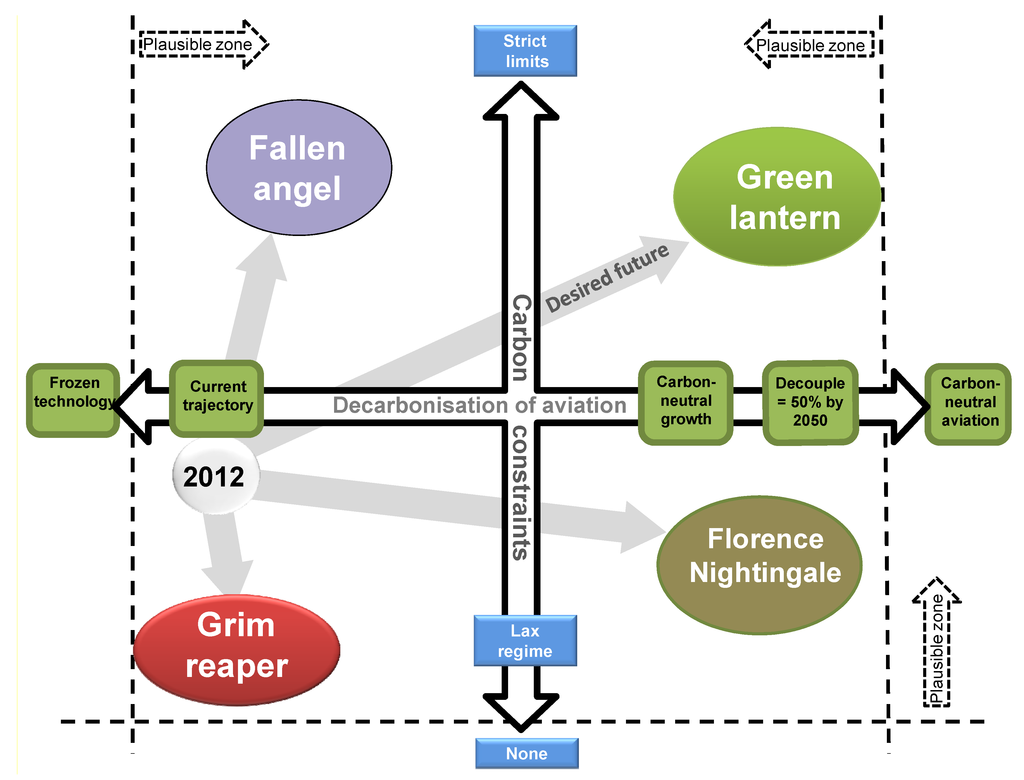 Plausible zone
Strict
limits
Plausible zone
Fallen
angel
Green
lantern
Desired future
Carbon constraints
Frozen
technology
Current
trajectory
Decarbonisation of aviation
Carbon-
neutral
growth
Decouple
= 50% by
2050
Carbon-
neutral
aviation
2012
Florence
Nightingale
Grim
reaper
Lax
regime
Plausible zone
None